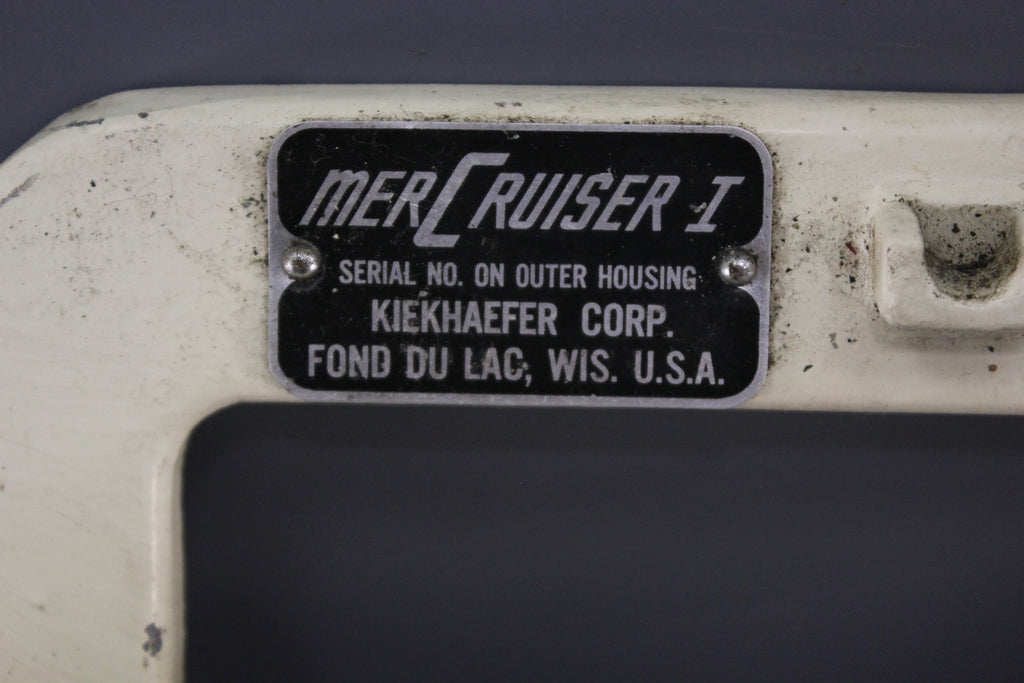 merCRUISER I
SERIAL NO. ON OUTER HOUSING
KIEKHAEFER CORP.
FOND DU LAC, WIS. U.S.A.